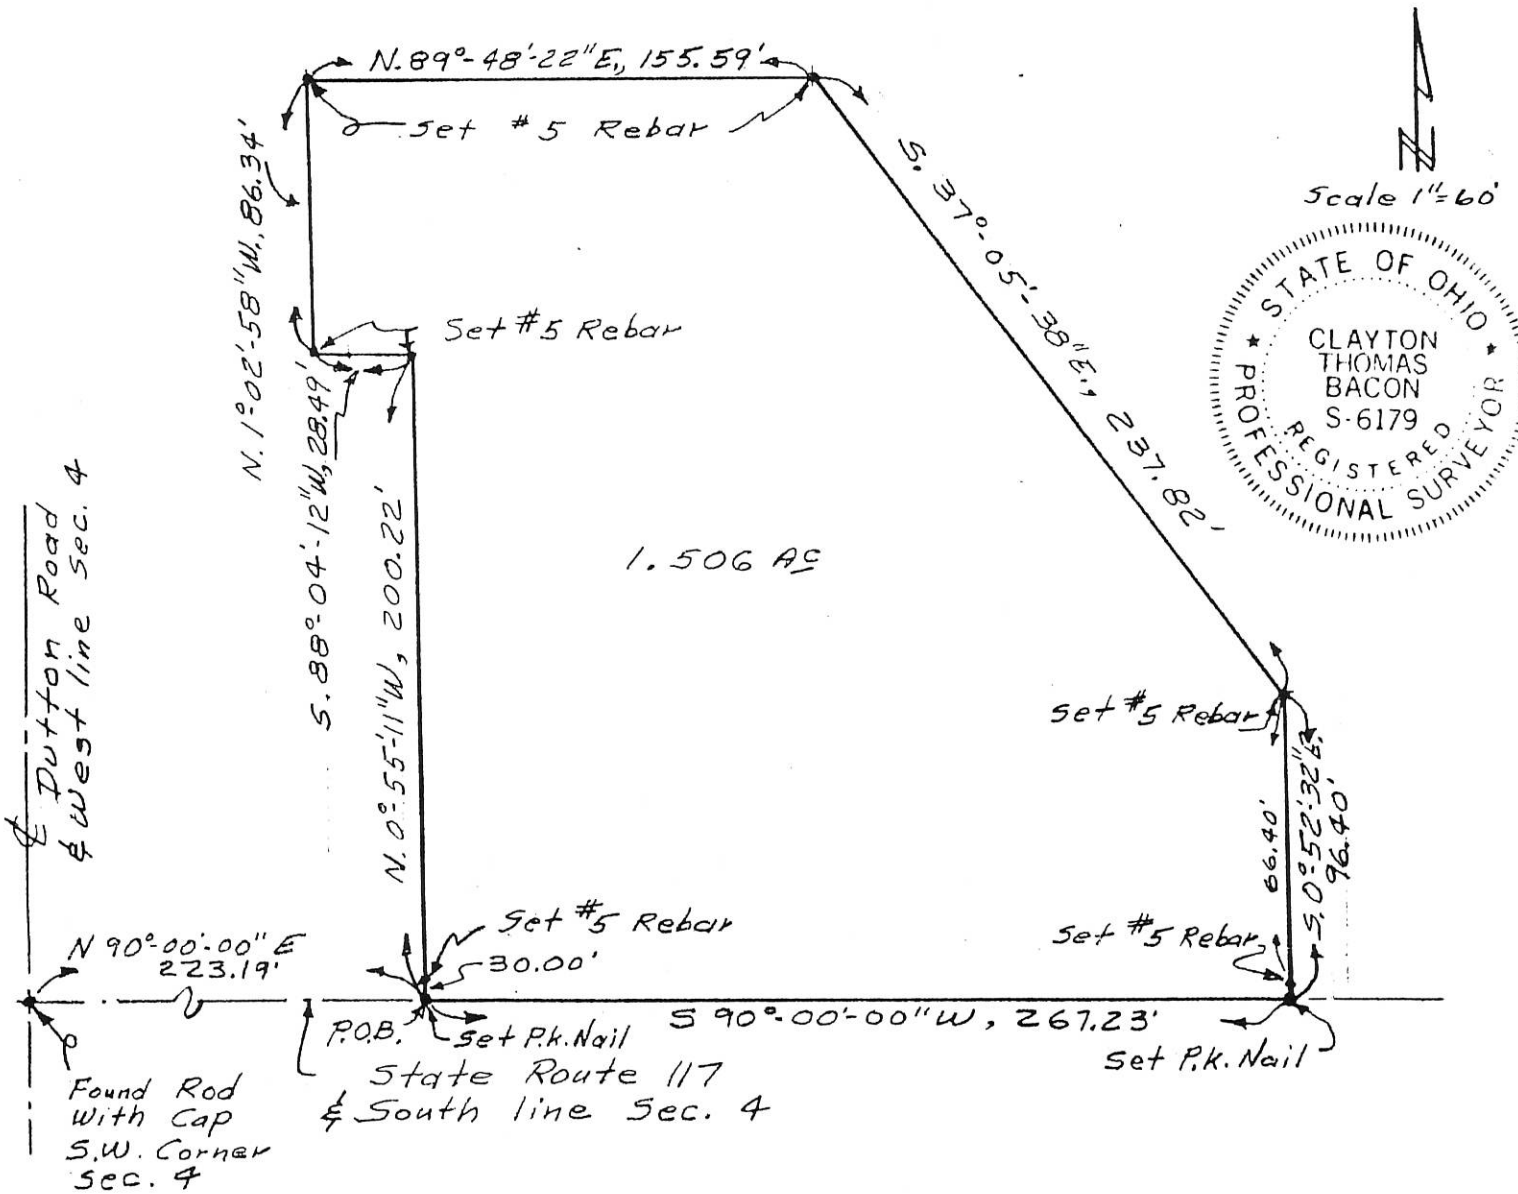 N. 89°-48'-22"E., 155.59'
Set #5 Rebar
N. 1°02'-58"W., 86.34'
S. 37°-05'-38"E., 237.82'
Scale 1"=60'
STATE OF OHIO
CLAYTON
THOMAS
BACON
S-6179
REGISTERED
PROFESSIONAL SURVEYOR
Set #5 Rebar
S. 88°-04'-12"W, 28.49'
N. 0°-55'-11"W, 200.22'
1.506 Ac
℄ Dutton Road
& West line Sec. 4
Set #5 Rebar
66.40'
S. 0°-52'-32"E.
96.40'
Set #5 Rebar
30.00'
Set #5 Rebar
N 90°-00'-00" E
223.19'
P.O.B.
Set P.K. Nail
S 90°-00'-00" W, 267.23'
Set P.K. Nail
State Route 117
& South line Sec. 4
Found Rod
With Cap
S.W. Corner
Sec. 4
N